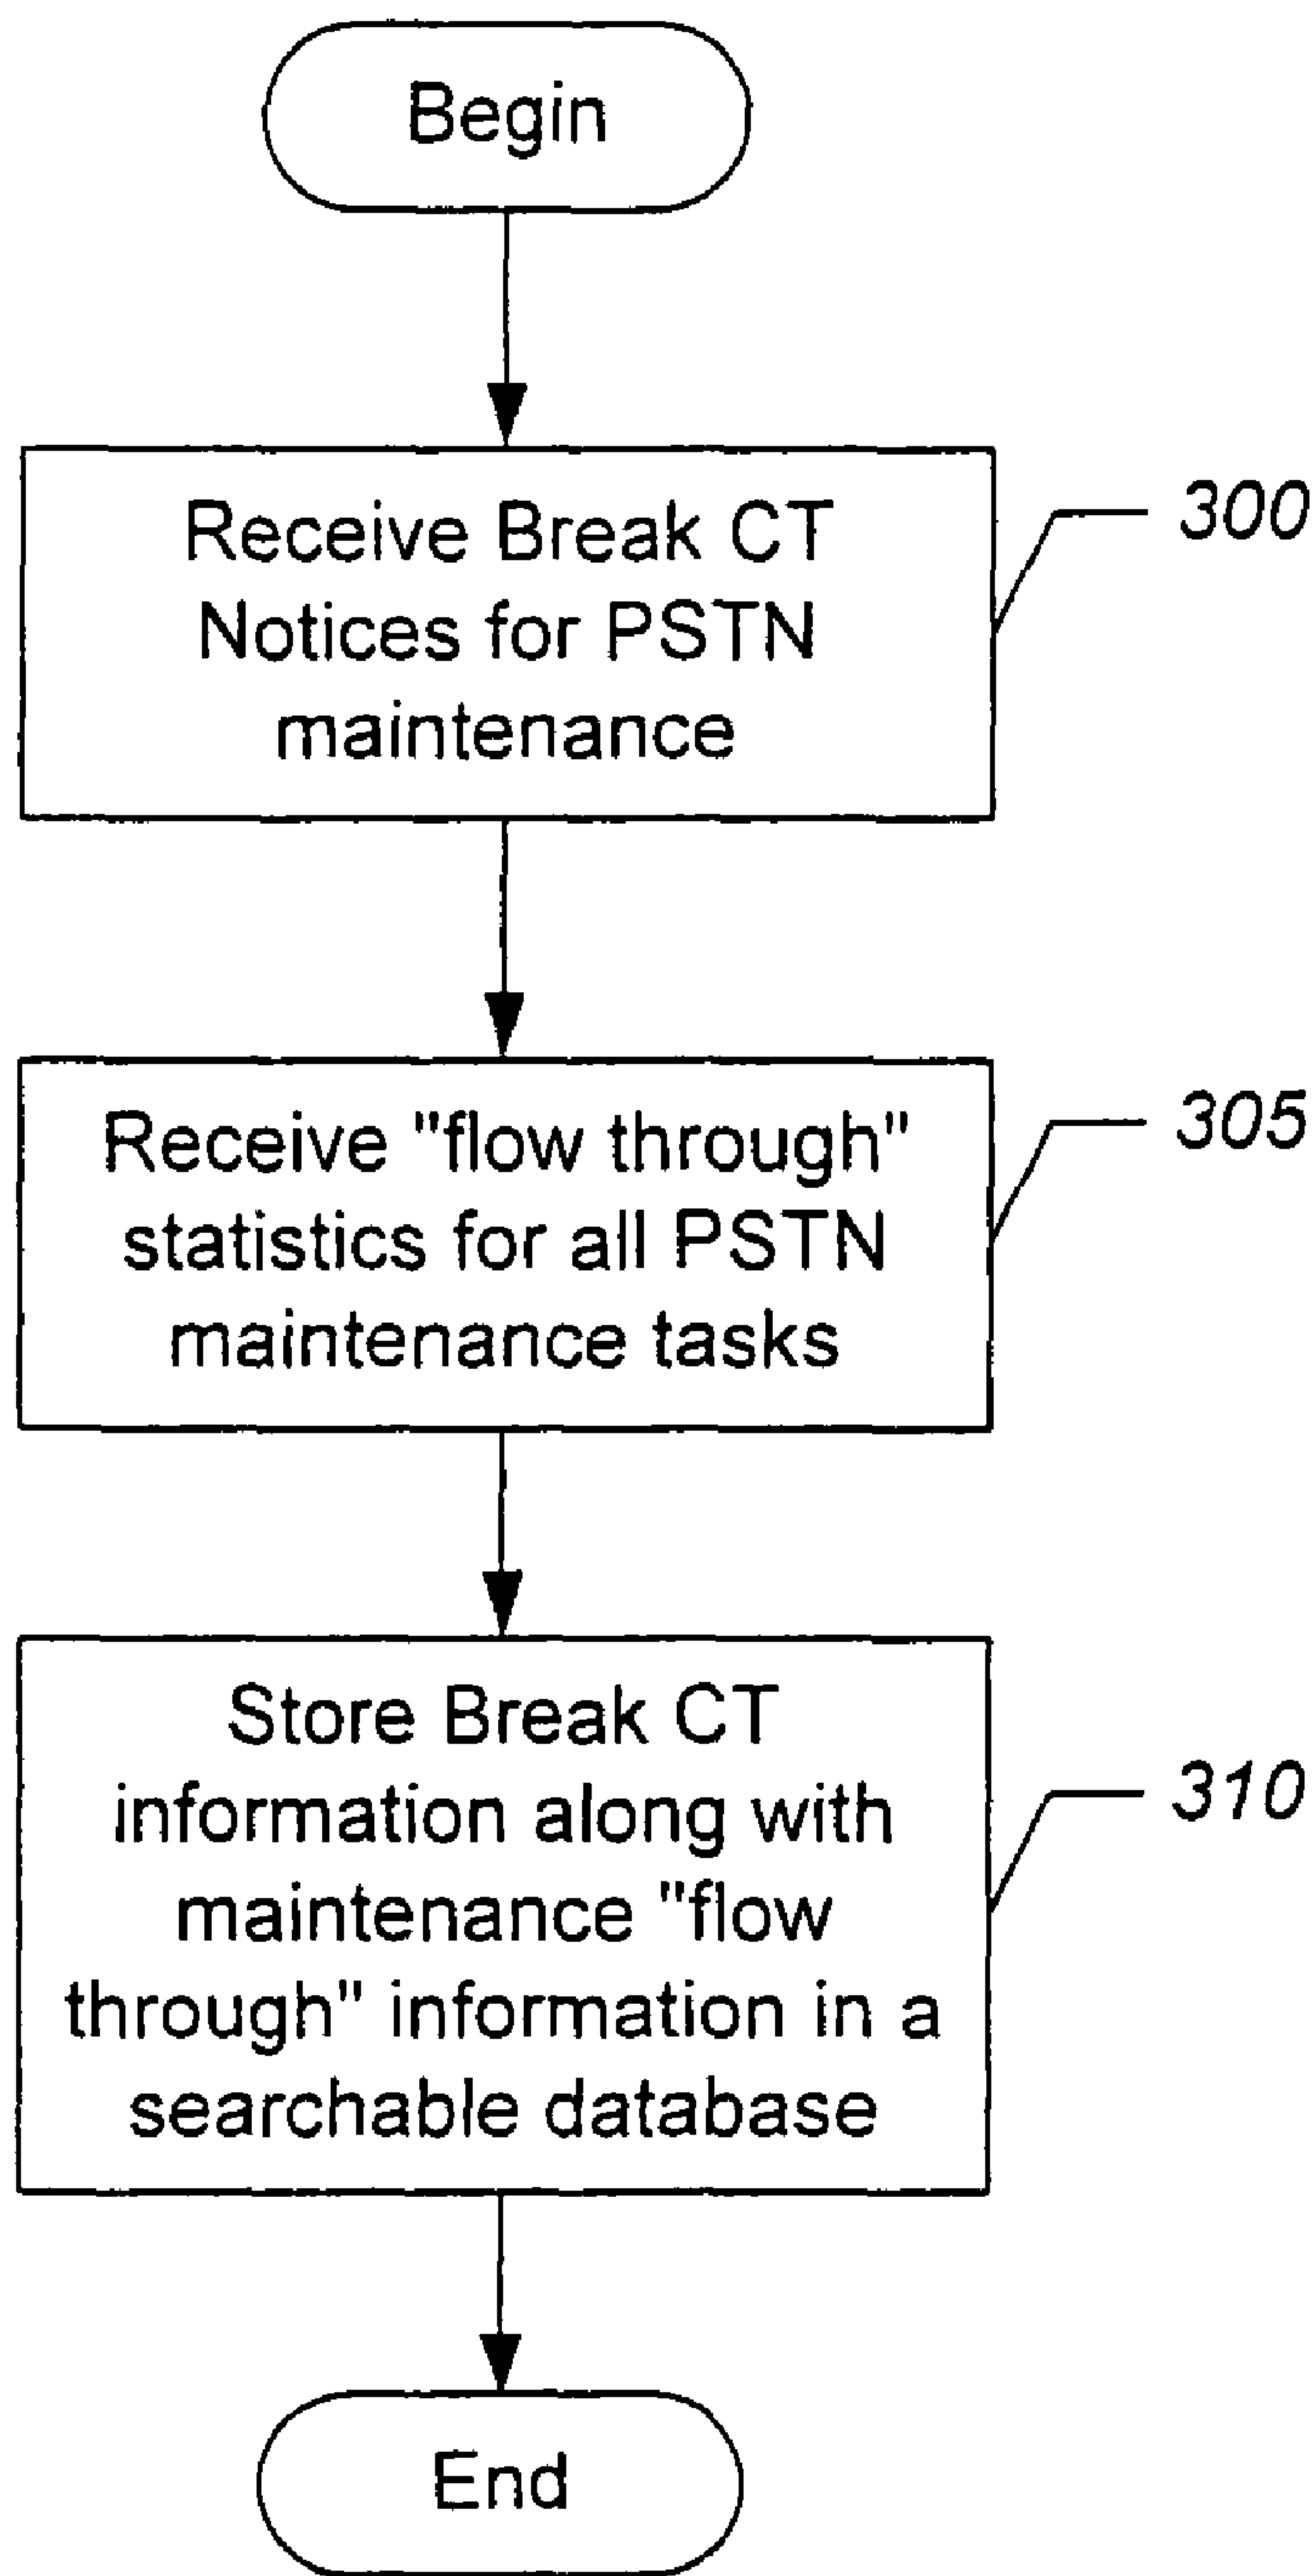 Begin
Receive Break CT
Notices for PSTN
maintenance
300
Receive "flow through"
statistics for all PSTN
maintenance tasks
305
Store Break CT
information along with
maintenance "flow
through" information in a
searchable database
310
End